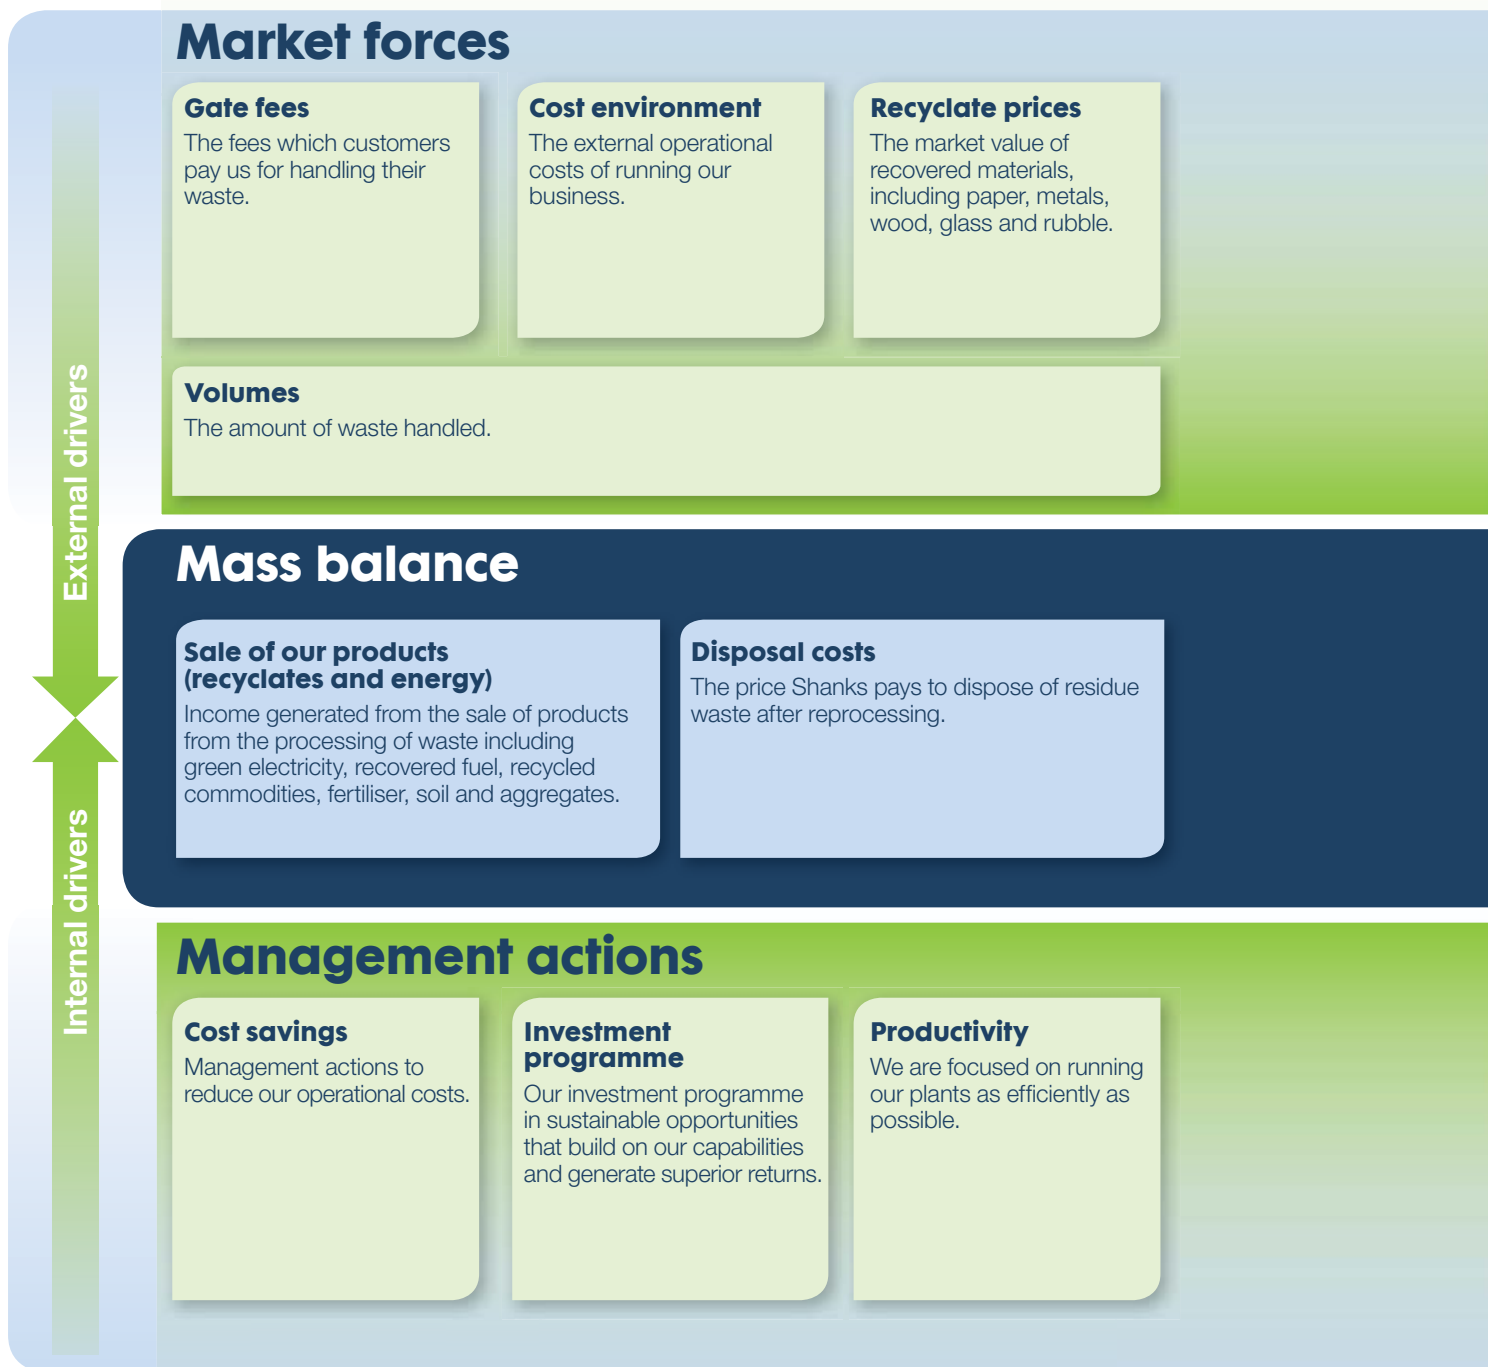 Market forces
Gate fees
The fees which customers
pay us for handling their
waste.
Cost environment
The external operational
costs of running our
business.
Recyclate prices
The market value of
recovered materials,
including paper, metals,
wood, glass and rubble.
Volumes
The amount of waste handled.
External drivers
Mass balance
Sale of our products
(recyclates and energy)
Income generated from the sale of products
from the processing of waste including
green electricity, recovered fuel, recycled
commodities, fertiliser, soil and aggregates.
Disposal costs
The price Shanks pays to dispose of residue
waste after reprocessing.
Internal drivers
Management actions
Cost savings
Management actions to
reduce our operational costs.
Investment
programme
Our investment programme
in sustainable opportunities
that build on our capabilities
and generate superior returns.
Productivity
We are focused on running
our plants as efficiently as
possible.